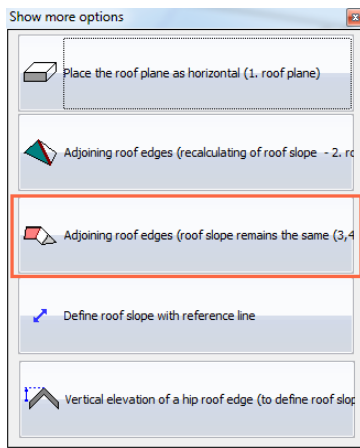 Show more options
Place the roof plane as horizontal (1. roof plane)
Adjoining roof edges (recalculating of roof slope - 2. ro
Adjoining roof edges (roof slope remains the same (3,4
Define roof slope with reference line
Vertical elevation of a hip roof edge (to define roof slop